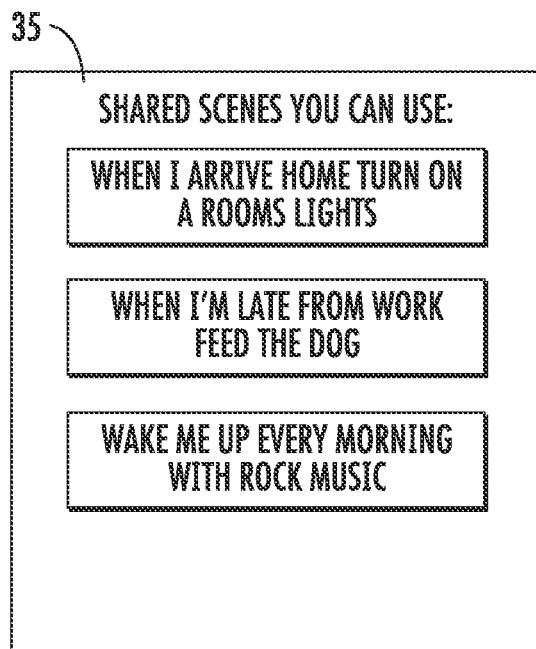 35
SHARED SCENES YOU CAN USE:
WHEN I ARRIVE HOME TURN ON
A ROOMS LIGHTS
WHEN I'M LATE FROM WORK
FEED THE DOG
WAKE ME UP EVERY MORNING
WITH ROCK MUSIC